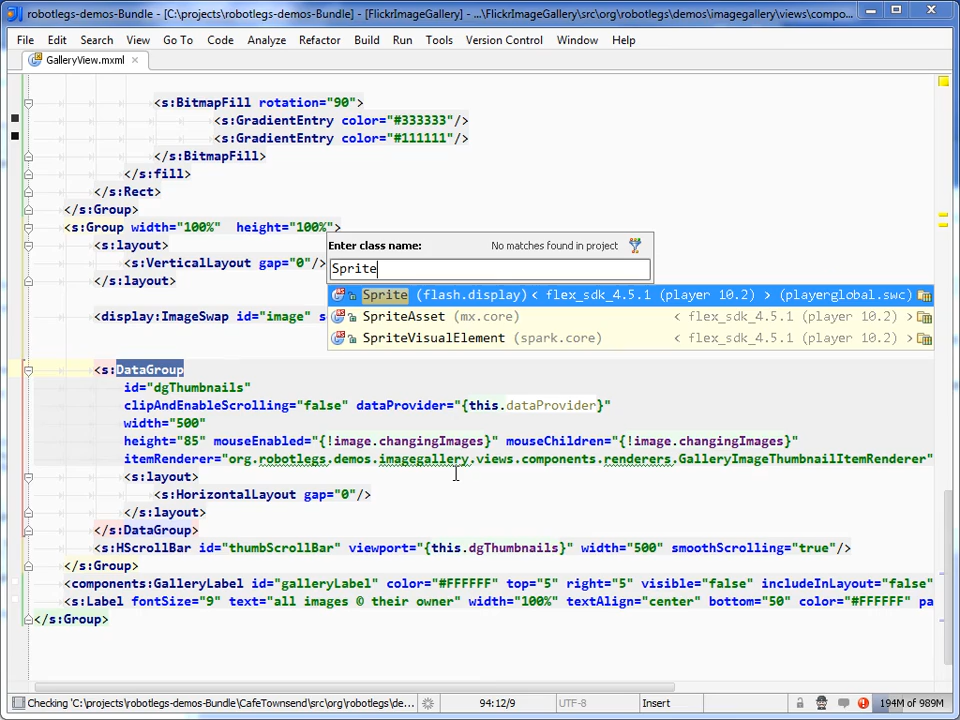 robotlegs-demos-Bundle - [C:\projects\robotlegs-demos-Bundle] - [FlickrImageGallery] - ...\FlickrImageGallery\src\org\robotlegs\demos\imagegallery\views\compo...
File Edit Search View Go To Code Analyze Refactor Build Run Tools Version Control Window Help
GalleryView.mxml
<s:BitmapFill rotation="90">
<s:GradientEntry color="#333333"/>
<s:GradientEntry color="#111111"/>
</s:BitmapFill>
</s:fill>
</s:Rect>
</s:Group>
<s:Group width="100%" height="100%">
<s:layout>
Enter class name: No matches found in project
<s:VerticalLayout gap="0"/>
Sprite
</s:layout>
Sprite (flash.display) < flex_sdk_4.5.1 (player 10.2) > (playerglobal.swc)
<display:ImageSwap id="image" s
SpriteAsset (mx.core) < flex_sdk_4.5.1 (player 10.2) >
SpriteVisualElement (spark.core) < flex_sdk_4.5.1 (player 10.2) >
<s:DataGroup
id="dgThumbnails"
clipAndEnableScrolling="false" dataProvider="{this.dataProvider}"
width="500"
height="85" mouseEnabled="{!image.changingImages}" mouseChildren="{!image.changingImages}"
itemRenderer="org.robotlegs.demos.imagegallery.views.components.renderers.GalleryImageThumbnailItemRenderer"
<s:layout>
<s:HorizontalLayout gap="0"/>
</s:layout>
</s:DataGroup>
<s:HScrollBar id="thumbScrollBar" viewport="{this.dgThumbnails}" width="500" smoothScrolling="true"/>
</s:Group>
<components:GalleryLabel id="galleryLabel" color="#FFFFFF" top="5" right="5" visible="false" includeInLayout="false"
<s:Label fontSize="9" text="all images © their owner" width="100%" textAlign="center" bottom="50" color="#FFFFFF" pa
</s:Group>
Checking 'C:\projects\robotlegs-demos-Bundle\CafeTownsend\src\org\robotlegs\de... 94:12/9 UTF-8 Insert 194M of 989M